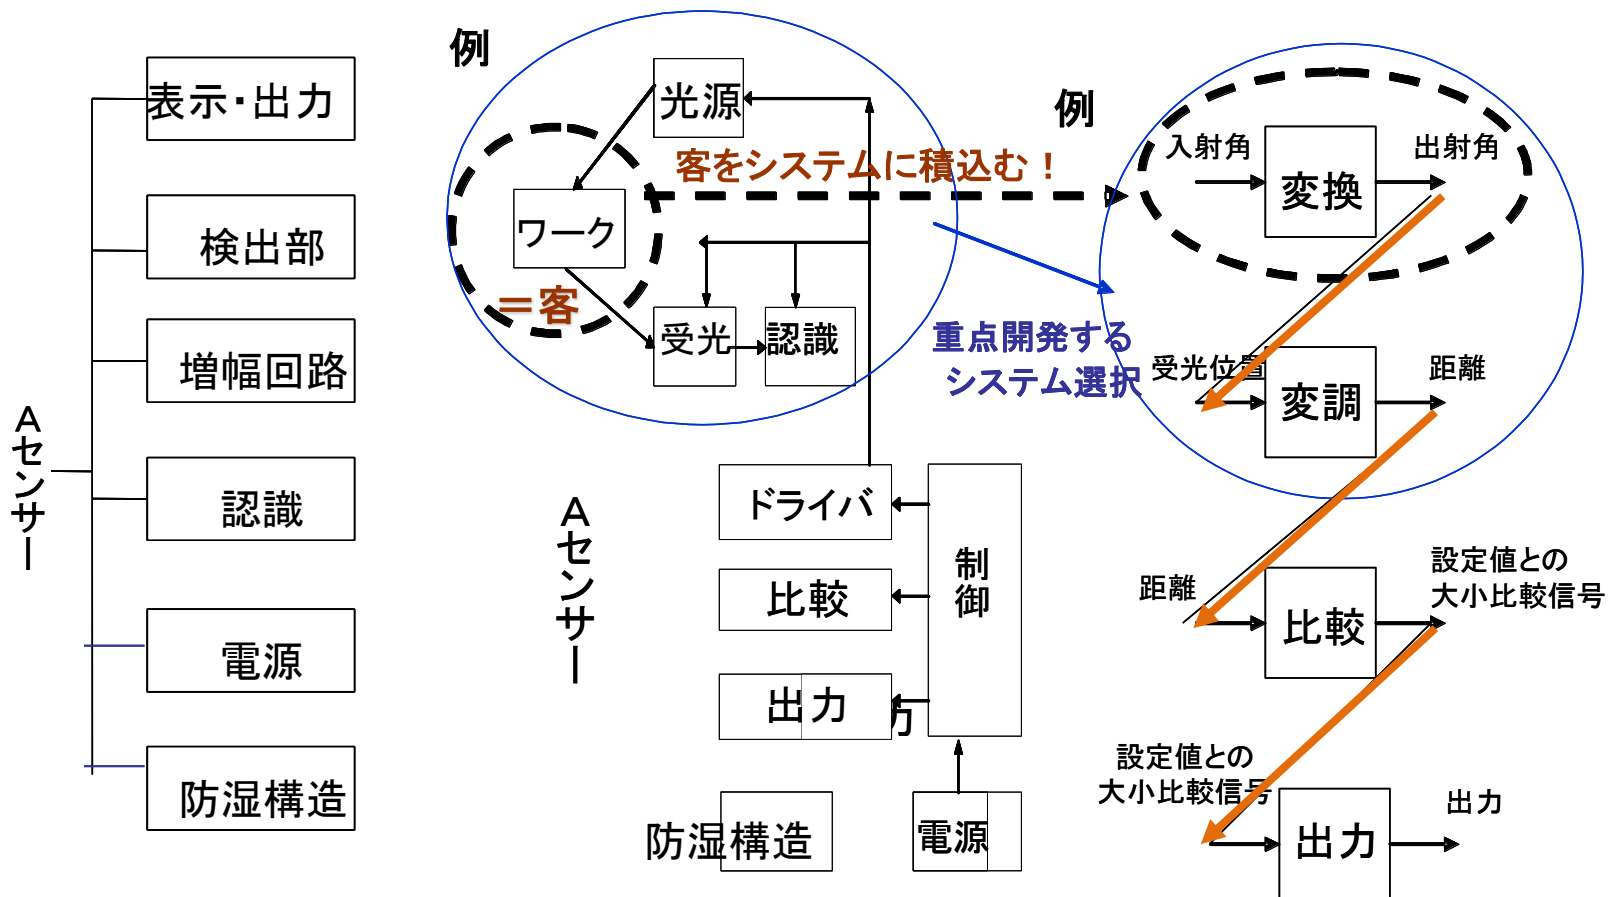 表示・出力
検出部
増幅回路
Aセンサー
認識
電源
防湿構造
例
光源
客をシステムに積込む！
ワーク
＝客
受光
認識
重点開発する
システム選択
Aセンサー
ドライバ
比較
出力
力
制御
防湿構造
電源
例
入射角
変換
出射角
受光位置
変調
距離
距離
比較
設定値との
大小比較信号
設定値との
大小比較信号
出力
出力